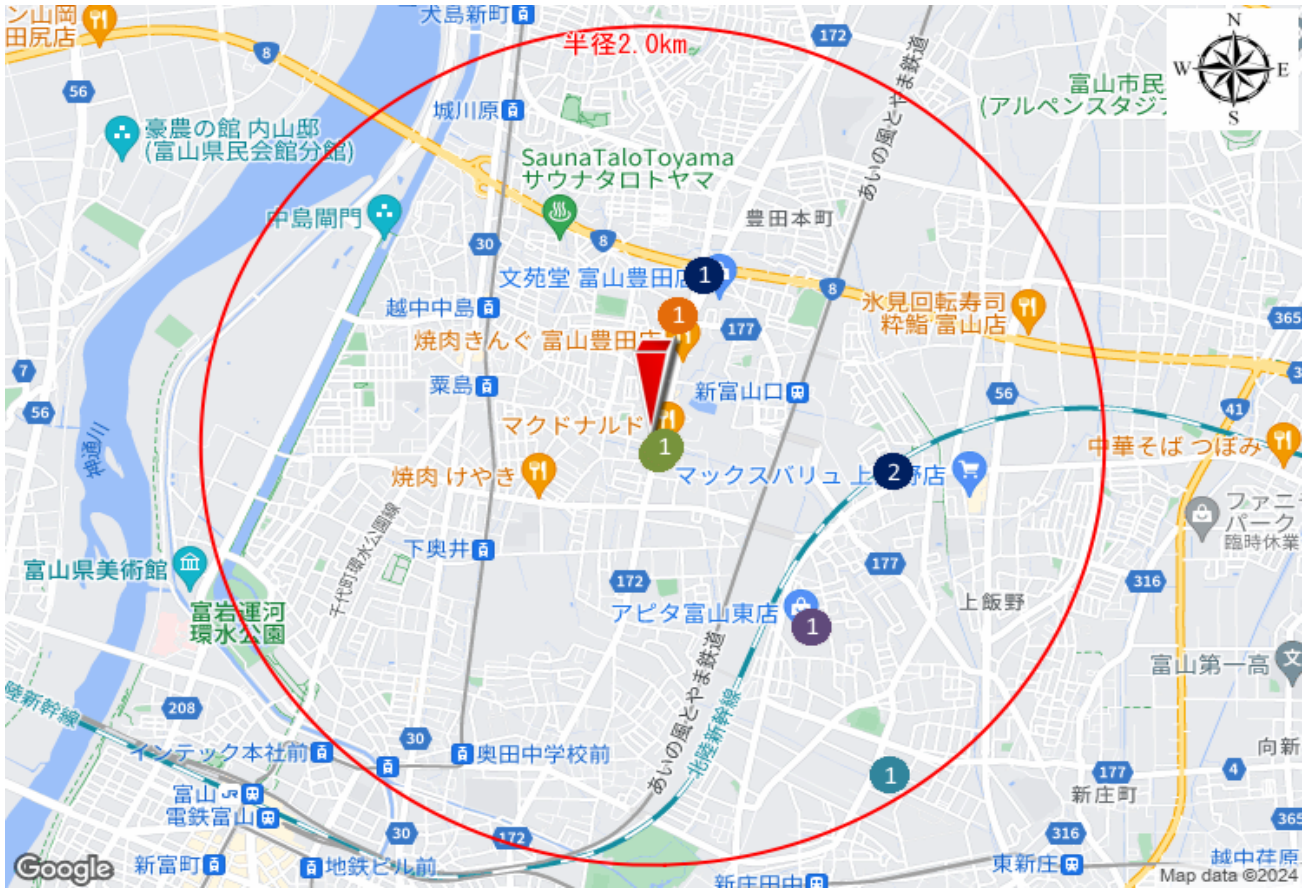 ン山岡
田尻店
犬島新町
半径2.0km
172
あいの風とやま鉄道
N
W
E
S
8
56
城川原
富山市民
(アルペンスタジア
豪農の館 内山邸
(富山県民会館分館)
SaunaTaloToyama
サウナタロトヤマ
中島閘門
豊田本町
30
8
文苑堂 富山豊田店
1
8
越中中島
氷見回転寿司
粋鮨 富山店
1
177
365
焼肉きんぐ 富山豊田店
7
粟島
新富山口
56
56
41
マクドナルド
神通川
1
中華そば つぼみ
焼肉 けやき
マックスバリュ 上
野店
2
ファニ
パーク
臨時休業
千代町環水公園線
下奥井
富山県美術館
172
177
316
富岩運河
環水公園
アピタ富山東店
1
上飯野
富山第一高
陸新幹線
208
あいの風とやま鉄道
北陸新幹線
30
インテック本社前
奥田中学校前
向新
1
177
4
富山
JR
電鉄富山
新庄町
30
172
316
365
Google
新富町
地鉄ビル前
新庄田中
東新庄
越中荏原
Map data ©2024